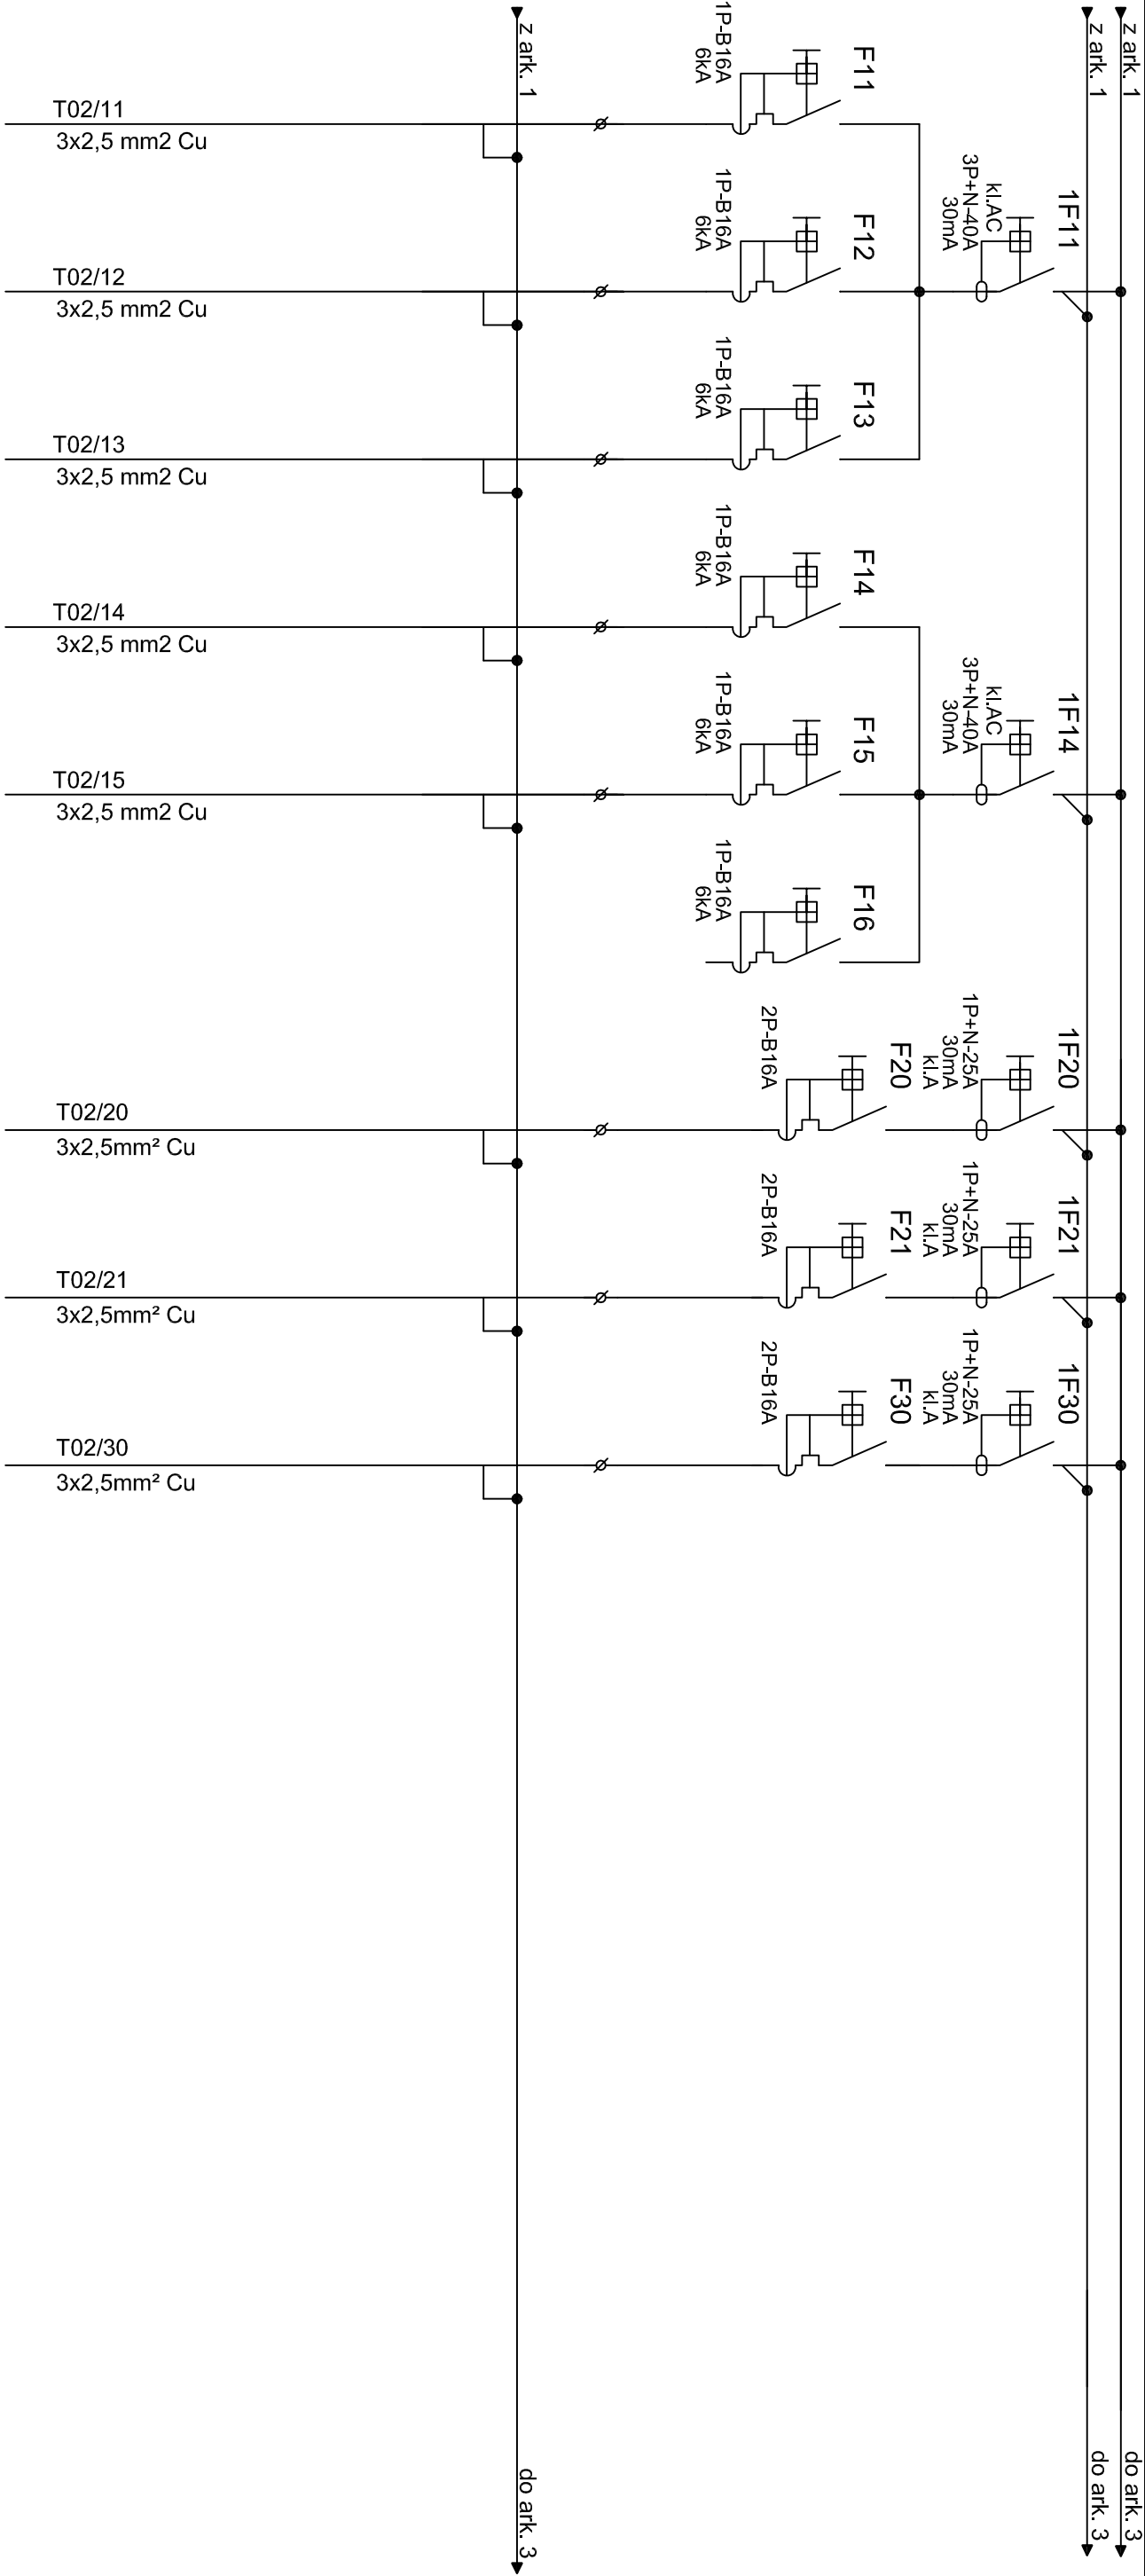 z ark. 1
z ark. 1
z ark. 1
1F11
kl.AC
3P+N-40A
30mA
F11
1P-B16A
6kA
T02/11
3x2,5 mm2 Cu
F12
1P-B16A
6kA
T02/12
3x2,5 mm2 Cu
F13
1P-B16A
6kA
T02/13
3x2,5 mm2 Cu
1F14
kl.AC
3P+N-40A
30mA
F14
1P-B16A
6kA
T02/14
3x2,5 mm2 Cu
F15
1P-B16A
6kA
T02/15
3x2,5 mm2 Cu
F16
1P-B16A
6kA
1F20
1P+N-25A
30mA
kl.A
F20
2P-B16A
T02/20
3x2,5mm² Cu
1F21
1P+N-25A
30mA
kl.A
F21
2P-B16A
T02/21
3x2,5mm² Cu
1F30
1P+N-25A
30mA
kl.A
F30
2P-B16A
T02/30
3x2,5mm² Cu
do ark. 3
do ark. 3
do ark. 3